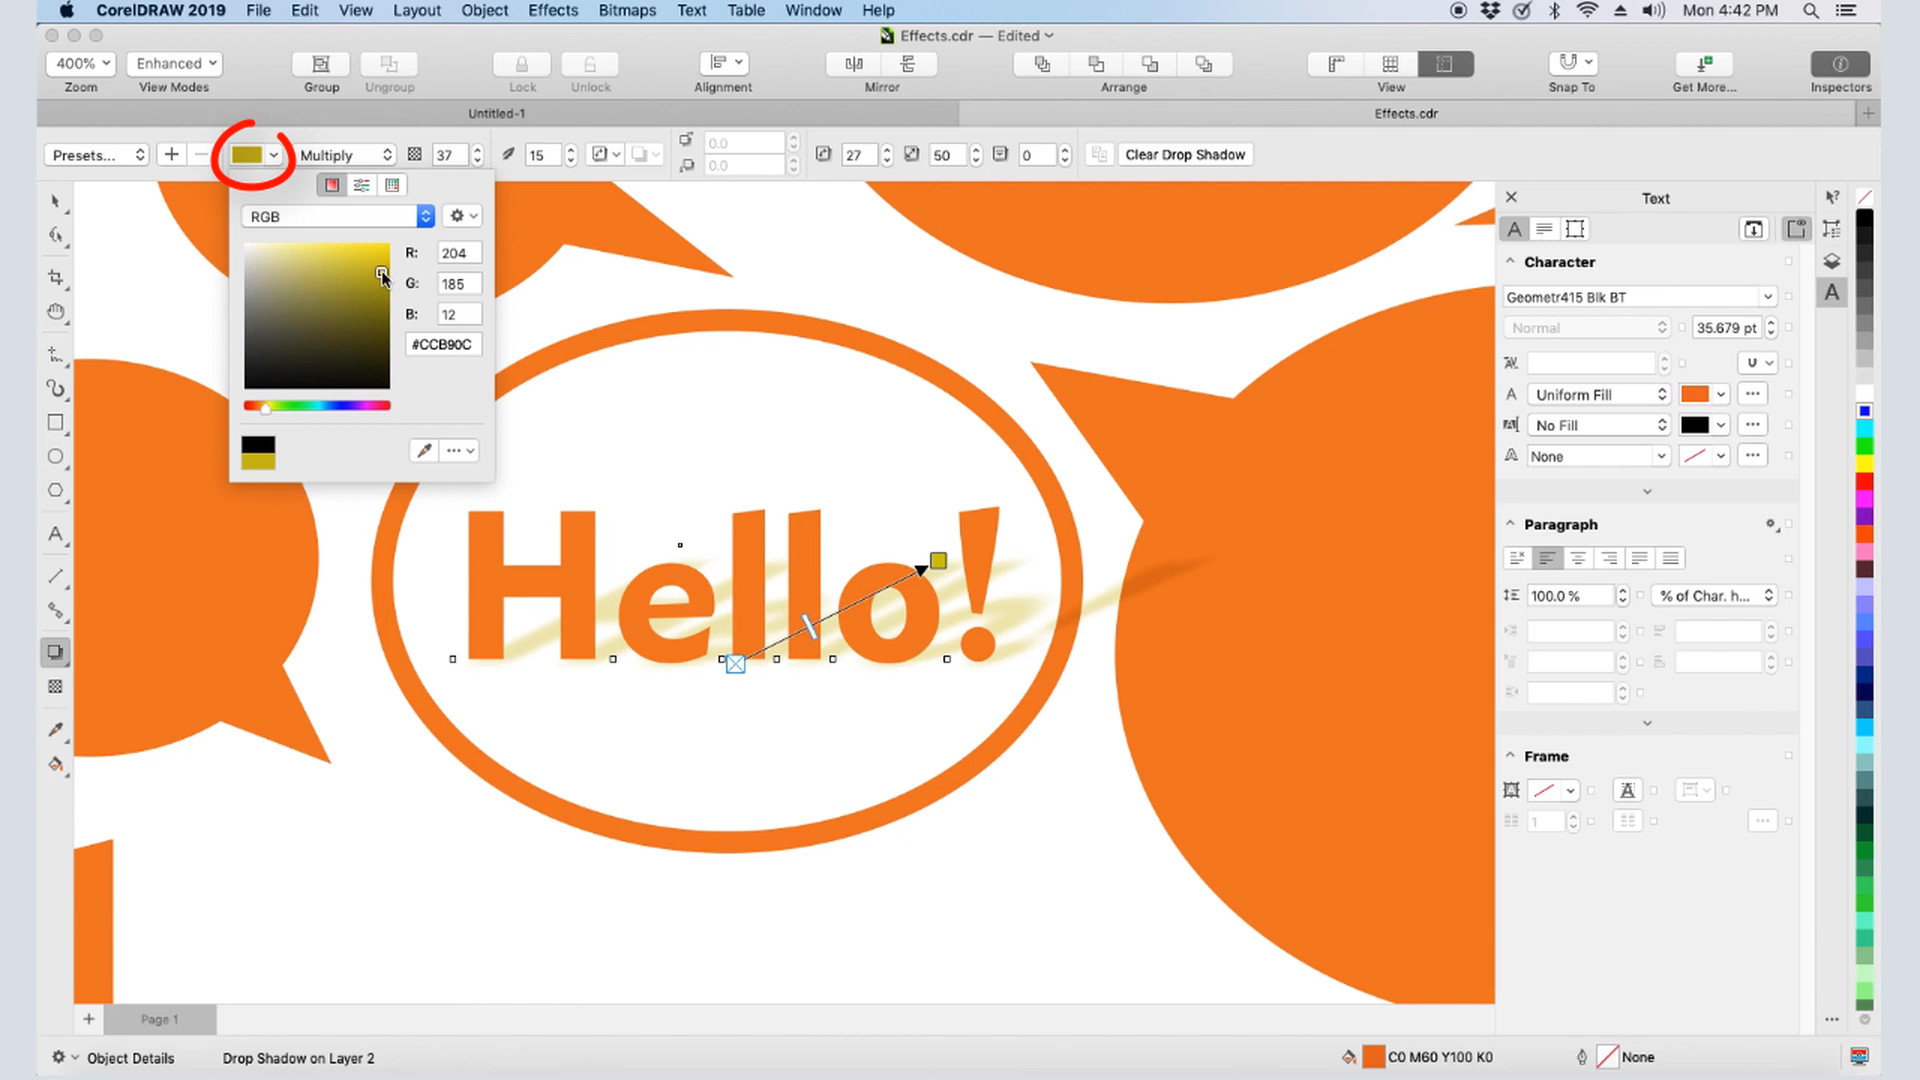 CorelDRAW 2019 File Edit View Layout Object Effects Bitmaps Text Table Window Help Mon 4:42 PM
Effects.cdr — Edited
400% Enhanced
Zoom View Modes Group Ungroup Lock Unlock Alignment Mirror Arrange View Snap To Get More... Inspectors
Untitled-1 Effects.cdr
Presets... Multiply 37 15 0.0 27 50 0 Clear Drop Shadow
0.0
Text
RGB
R: 204
G: 185
B: 12
#CCB90C
Character
Geometr415 Blk BT
Normal 35.679 pt
U
Uniform Fill
No Fill
None
Hello!
Paragraph
100.0 % % of Char. h...
Frame
1
Page 1
Object Details Drop Shadow on Layer 2 C0 M60 Y100 K0 None